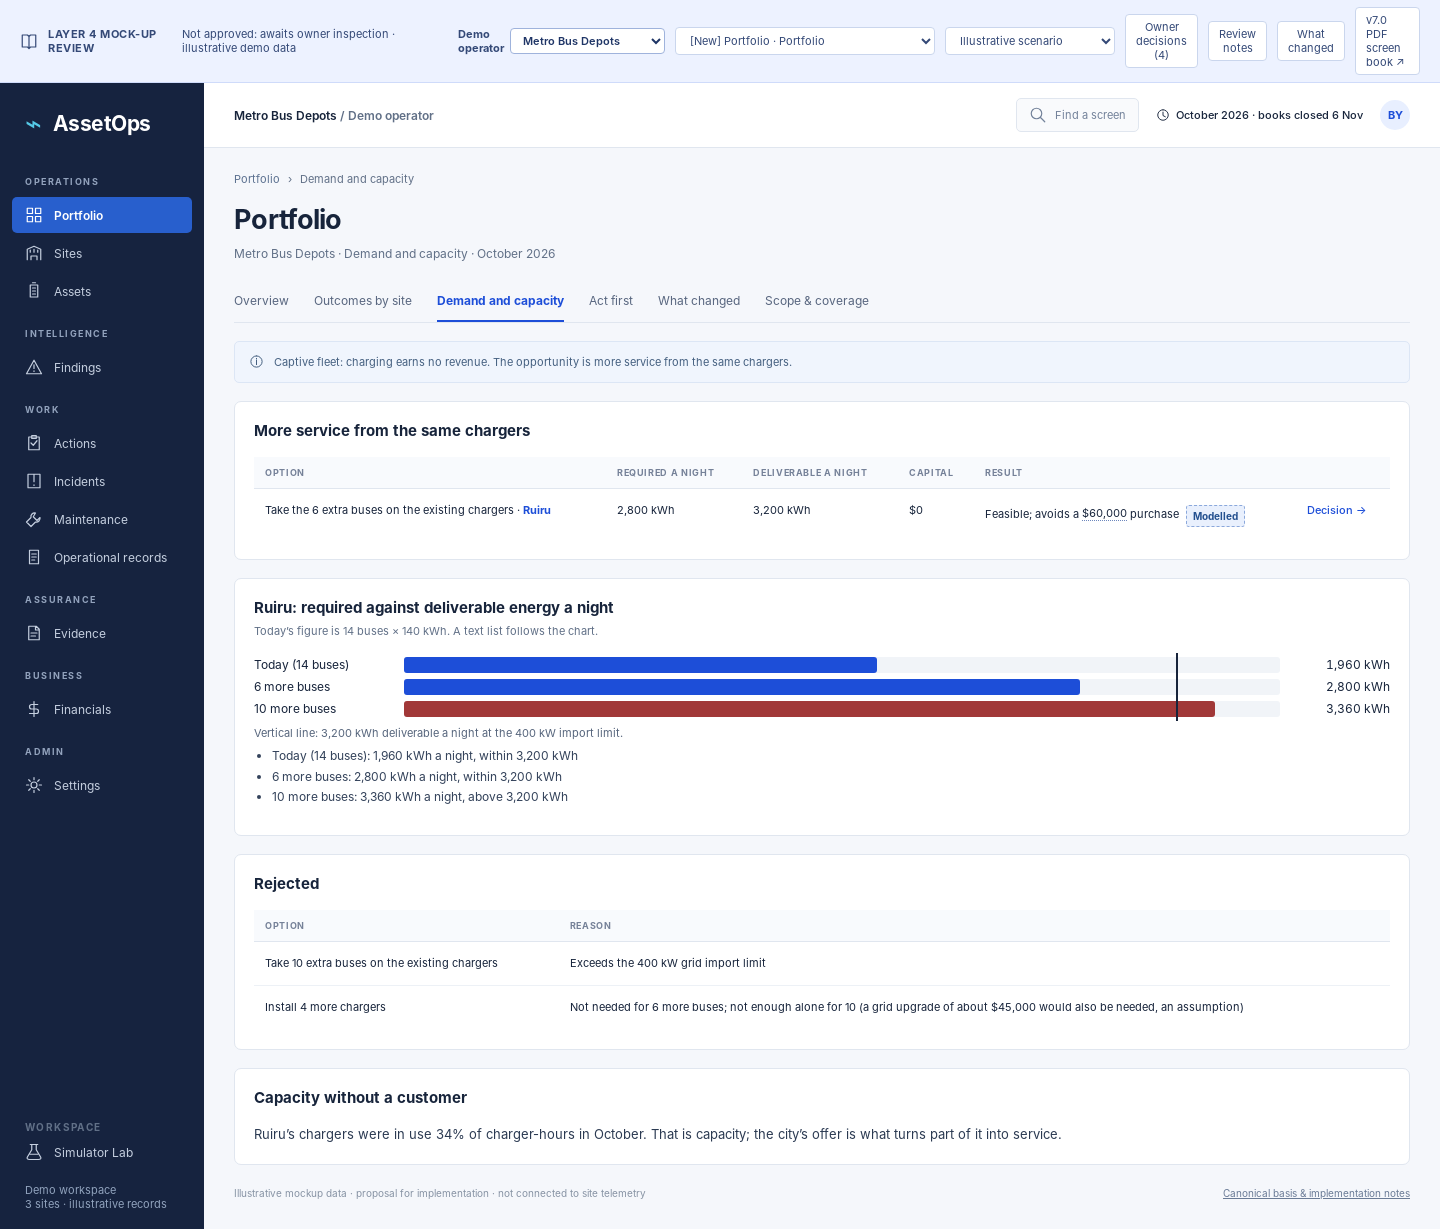 LAYER 4 MOCK-UP REVIEW
Not approved: awaits owner inspection · illustrative demo data
Demo operator
Metro Bus Depots
[New] Portfolio · Portfolio
Illustrative scenario
Owner decisions (4)
Review notes
What changed
v7.0 PDF screen book ↗
AssetOps
Metro Bus Depots / Demo operator
Find a screen
October 2026 · books closed 6 Nov
BY
OPERATIONS
Portfolio
Sites
Assets
INTELLIGENCE
Findings
WORK
Actions
Incidents
Maintenance
Operational records
ASSURANCE
Evidence
BUSINESS
Financials
ADMIN
Settings
WORKSPACE
Simulator Lab
Demo workspace
3 sites · illustrative records
Portfolio › Demand and capacity
Portfolio
Metro Bus Depots · Demand and capacity · October 2026
Overview Outcomes by site Demand and capacity Act first What changed Scope & coverage
Captive fleet: charging earns no revenue. The opportunity is more service from the same chargers.
More service from the same chargers
OPTION REQUIRED A NIGHT DELIVERABLE A NIGHT CAPITAL RESULT
Take the 6 extra buses on the existing chargers · Ruiru 2,800 kWh 3,200 kWh $0 Feasible; avoids a $60,000 purchase Modelled Decision →
Ruiru: required against deliverable energy a night
Today's figure is 14 buses × 140 kWh. A text list follows the chart.
Today (14 buses) 1,960 kWh
6 more buses 2,800 kWh
10 more buses 3,360 kWh
Vertical line: 3,200 kWh deliverable a night at the 400 kW import limit.
• Today (14 buses): 1,960 kWh a night, within 3,200 kWh
• 6 more buses: 2,800 kWh a night, within 3,200 kWh
• 10 more buses: 3,360 kWh a night, above 3,200 kWh
Rejected
OPTION REASON
Take 10 extra buses on the existing chargers Exceeds the 400 kW grid import limit
Install 4 more chargers Not needed for 6 more buses; not enough alone for 10 (a grid upgrade of about $45,000 would also be needed, an assumption)
Capacity without a customer
Ruiru's chargers were in use 34% of charger-hours in October. That is capacity; the city's offer is what turns part of it into service.
Illustrative mockup data · proposal for implementation · not connected to site telemetry
Canonical basis & implementation notes